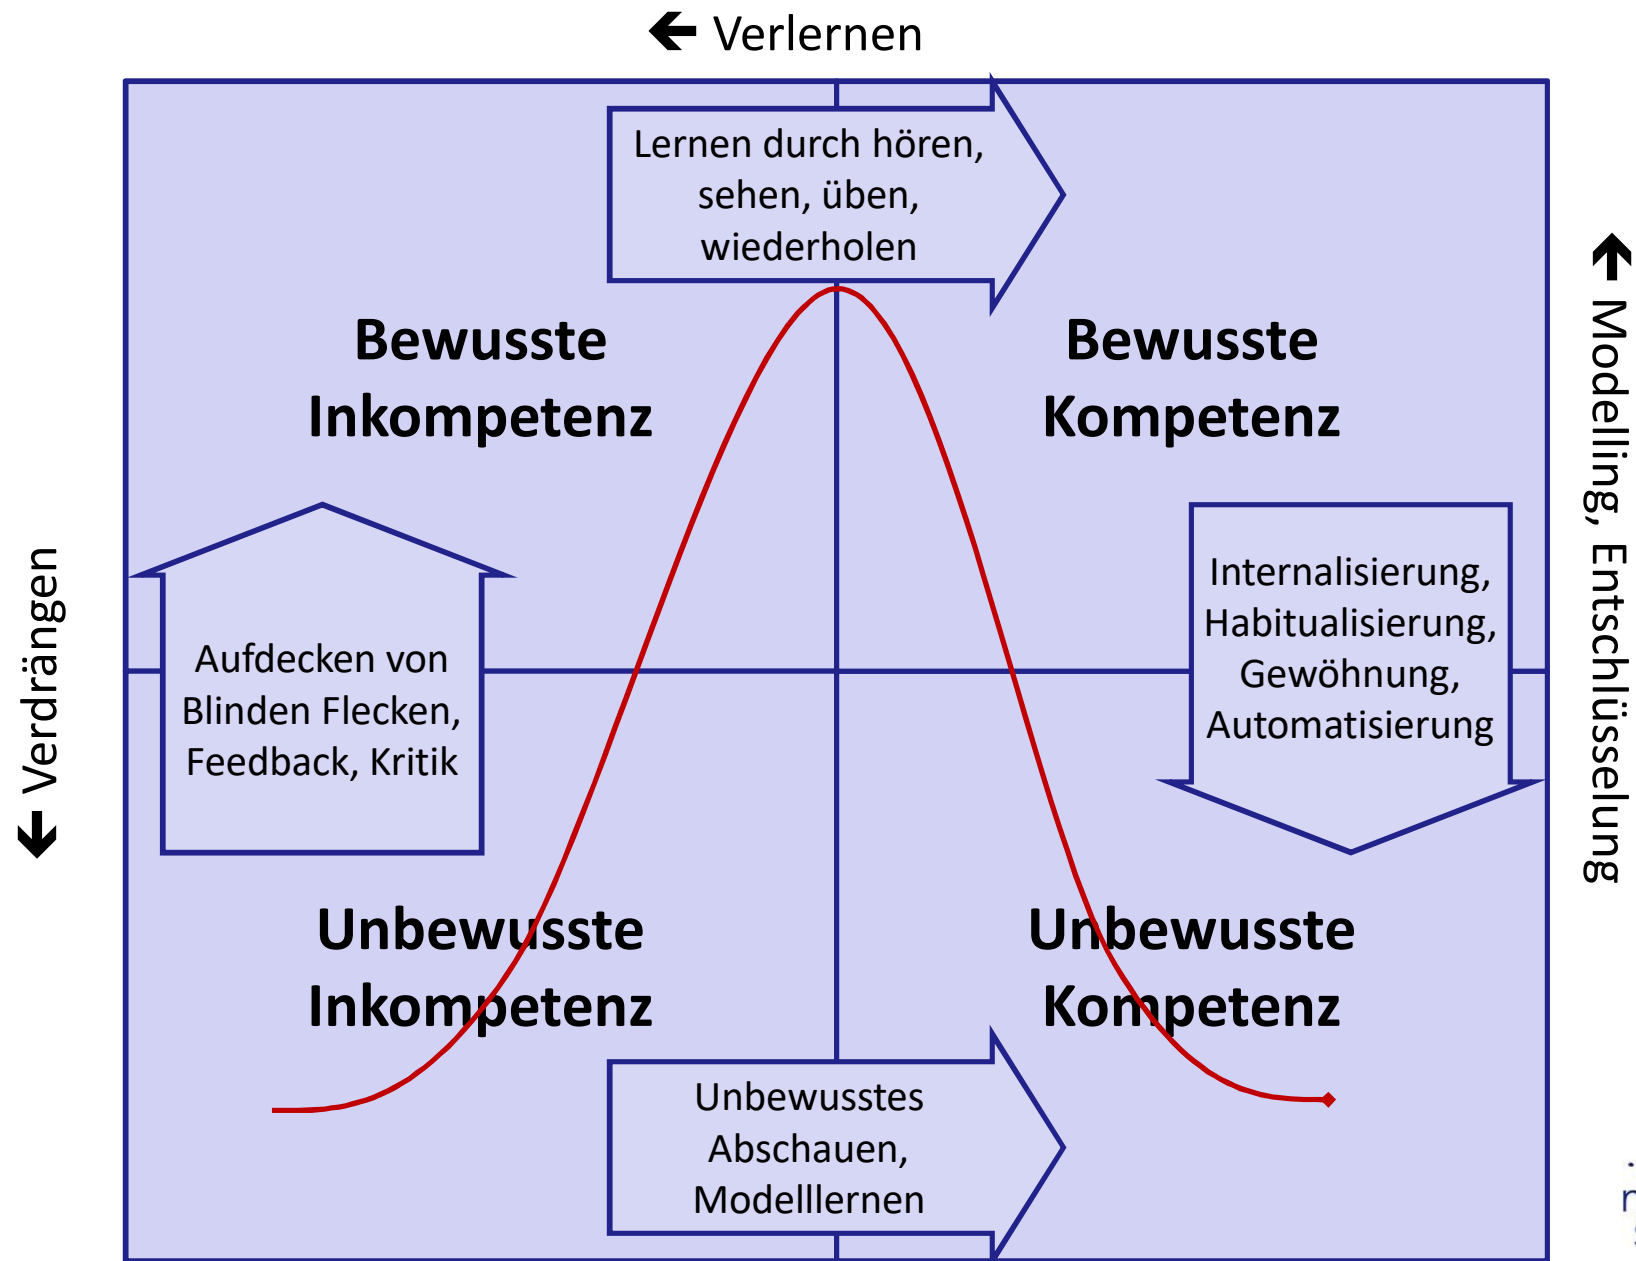 ← Verlernen
Lernen durch hören,
sehen, üben,
wiederholen
Bewusste
Inkompetenz
Bewusste
Kompetenz
← Verdrängen
Aufdecken von
Blinden Flecken,
Feedback, Kritik
Internalisierung,
Habitualisierung,
Gewöhnung,
Automatisierung
← Modelling, Entschlüsselung
Unbewusste
Inkompetenz
Unbewusste
Kompetenz
Unbewusstes
Abschauen,
Modelllernen